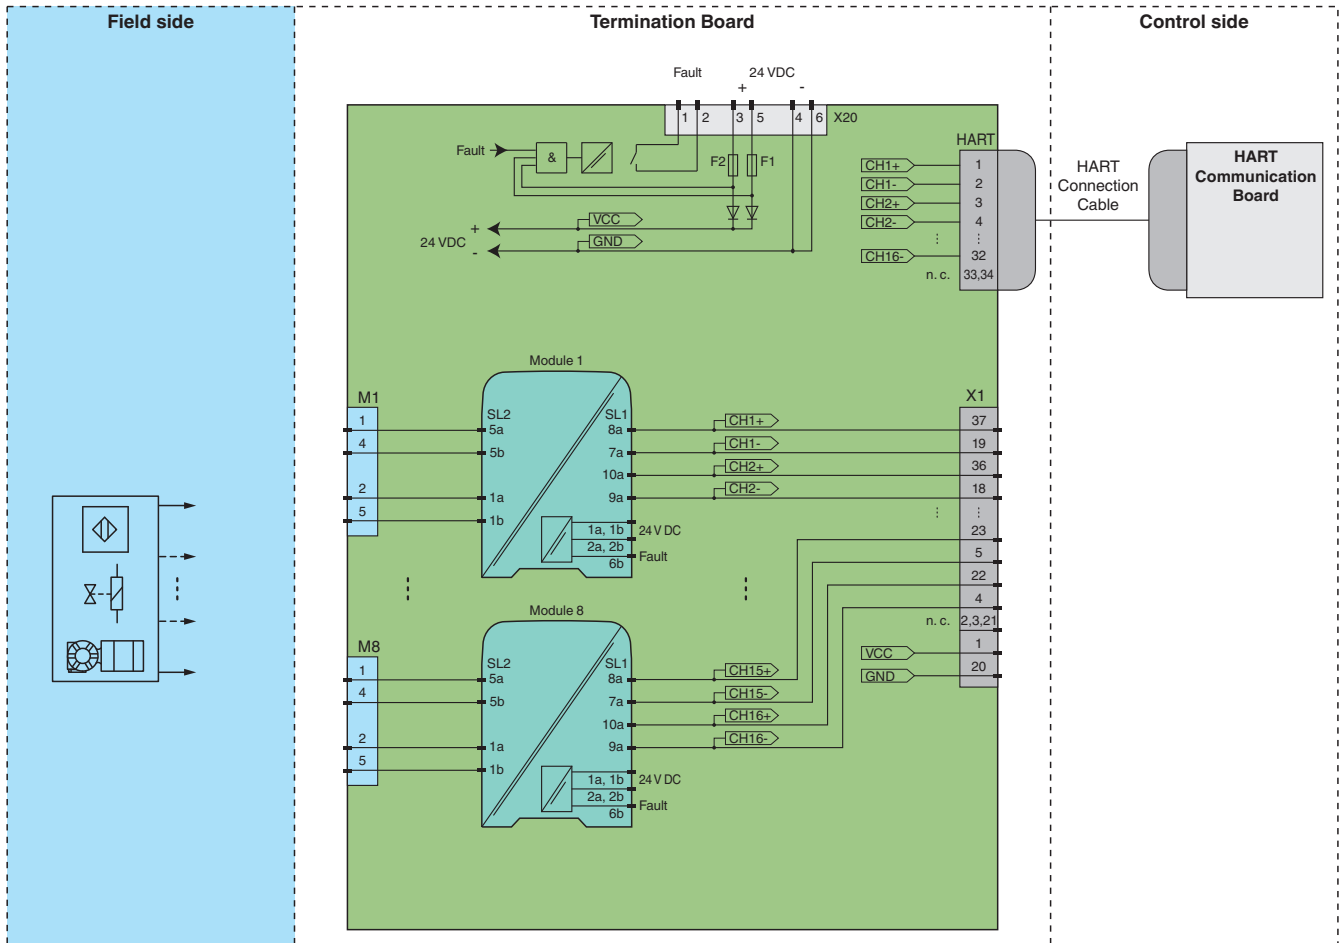 Field side
Termination Board
Control side
Fault
24 VDC
+
-
1
2
3
5
4
6
X20
HART
Fault
&
F2
F1
CH1+
1
CH1-
2
CH2+
3
CH2-
4
⋮
⋮
CH16-
32
n. c.
33,34
HART
Connection
Cable
HART
Communication
Board
VCC
+
24 VDC
-
GND
Module 1
M1
X1
1
4
2
5
SL2
5a
5b
1a
1b
SL1
8a
7a
10a
9a
1a, 1b
2a, 2b
6b
24 V DC
Fault
CH1+
CH1-
CH2+
CH2-
37
19
36
18
⋮
⋮
23
5
22
4
n. c.
2,3,21
VCC
1
GND
20
Module 8
M8
1
4
2
5
SL2
5a
5b
1a
1b
SL1
8a
7a
10a
9a
1a, 1b
2a, 2b
6b
24 V DC
Fault
CH15+
CH15-
CH16+
CH16-